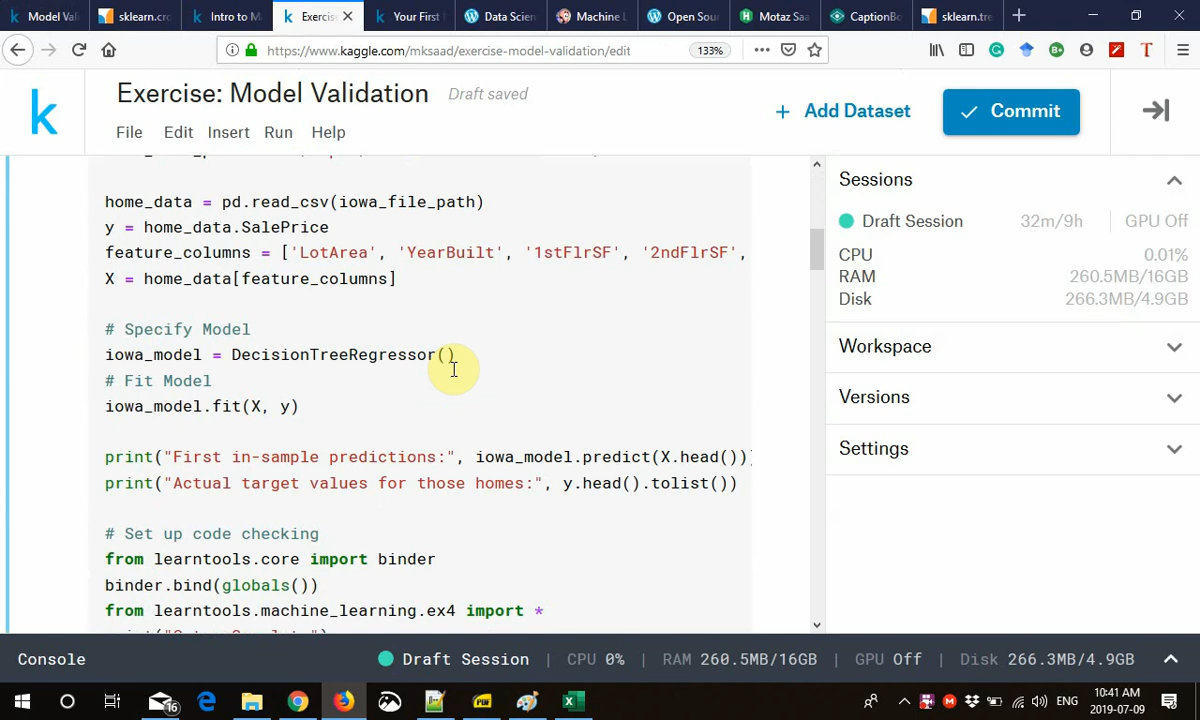 Model Vali
sklearn.cro
Intro to M
Exercise:
Your First
Data Scien
Machine L
Open Sour
Motaz Saa
CaptionBo
sklearn.tre
https://www.kaggle.com/mksaad/exercise-model-validation/edit
133%
k
Exercise: Model Validation
Draft saved
+ Add Dataset
Commit
File Edit Insert Run Help
home_data = pd.read_csv(iowa_file_path)
y = home_data.SalePrice
feature_columns = ['LotArea', 'YearBuilt', '1stFlrSF', '2ndFlrSF',
X = home_data[feature_columns]
# Specify Model
iowa_model = DecisionTreeRegressor()
# Fit Model
iowa_model.fit(X, y)
print("First in-sample predictions:", iowa_model.predict(X.head())
print("Actual target values for those homes:", y.head().tolist())
# Set up code checking
from learntools.core import binder
binder.bind(globals())
from learntools.machine_learning.ex4 import *
Sessions
Draft Session 32m/9h GPU Off
CPU 0.01%
RAM 260.5MB/16GB
Disk 266.3MB/4.9GB
Workspace
Versions
Settings
Console
Draft Session | CPU 0% | RAM 260.5MB/16GB | GPU Off | Disk 266.3MB/4.9GB
16
ENG
10:41 AM
2019-07-09